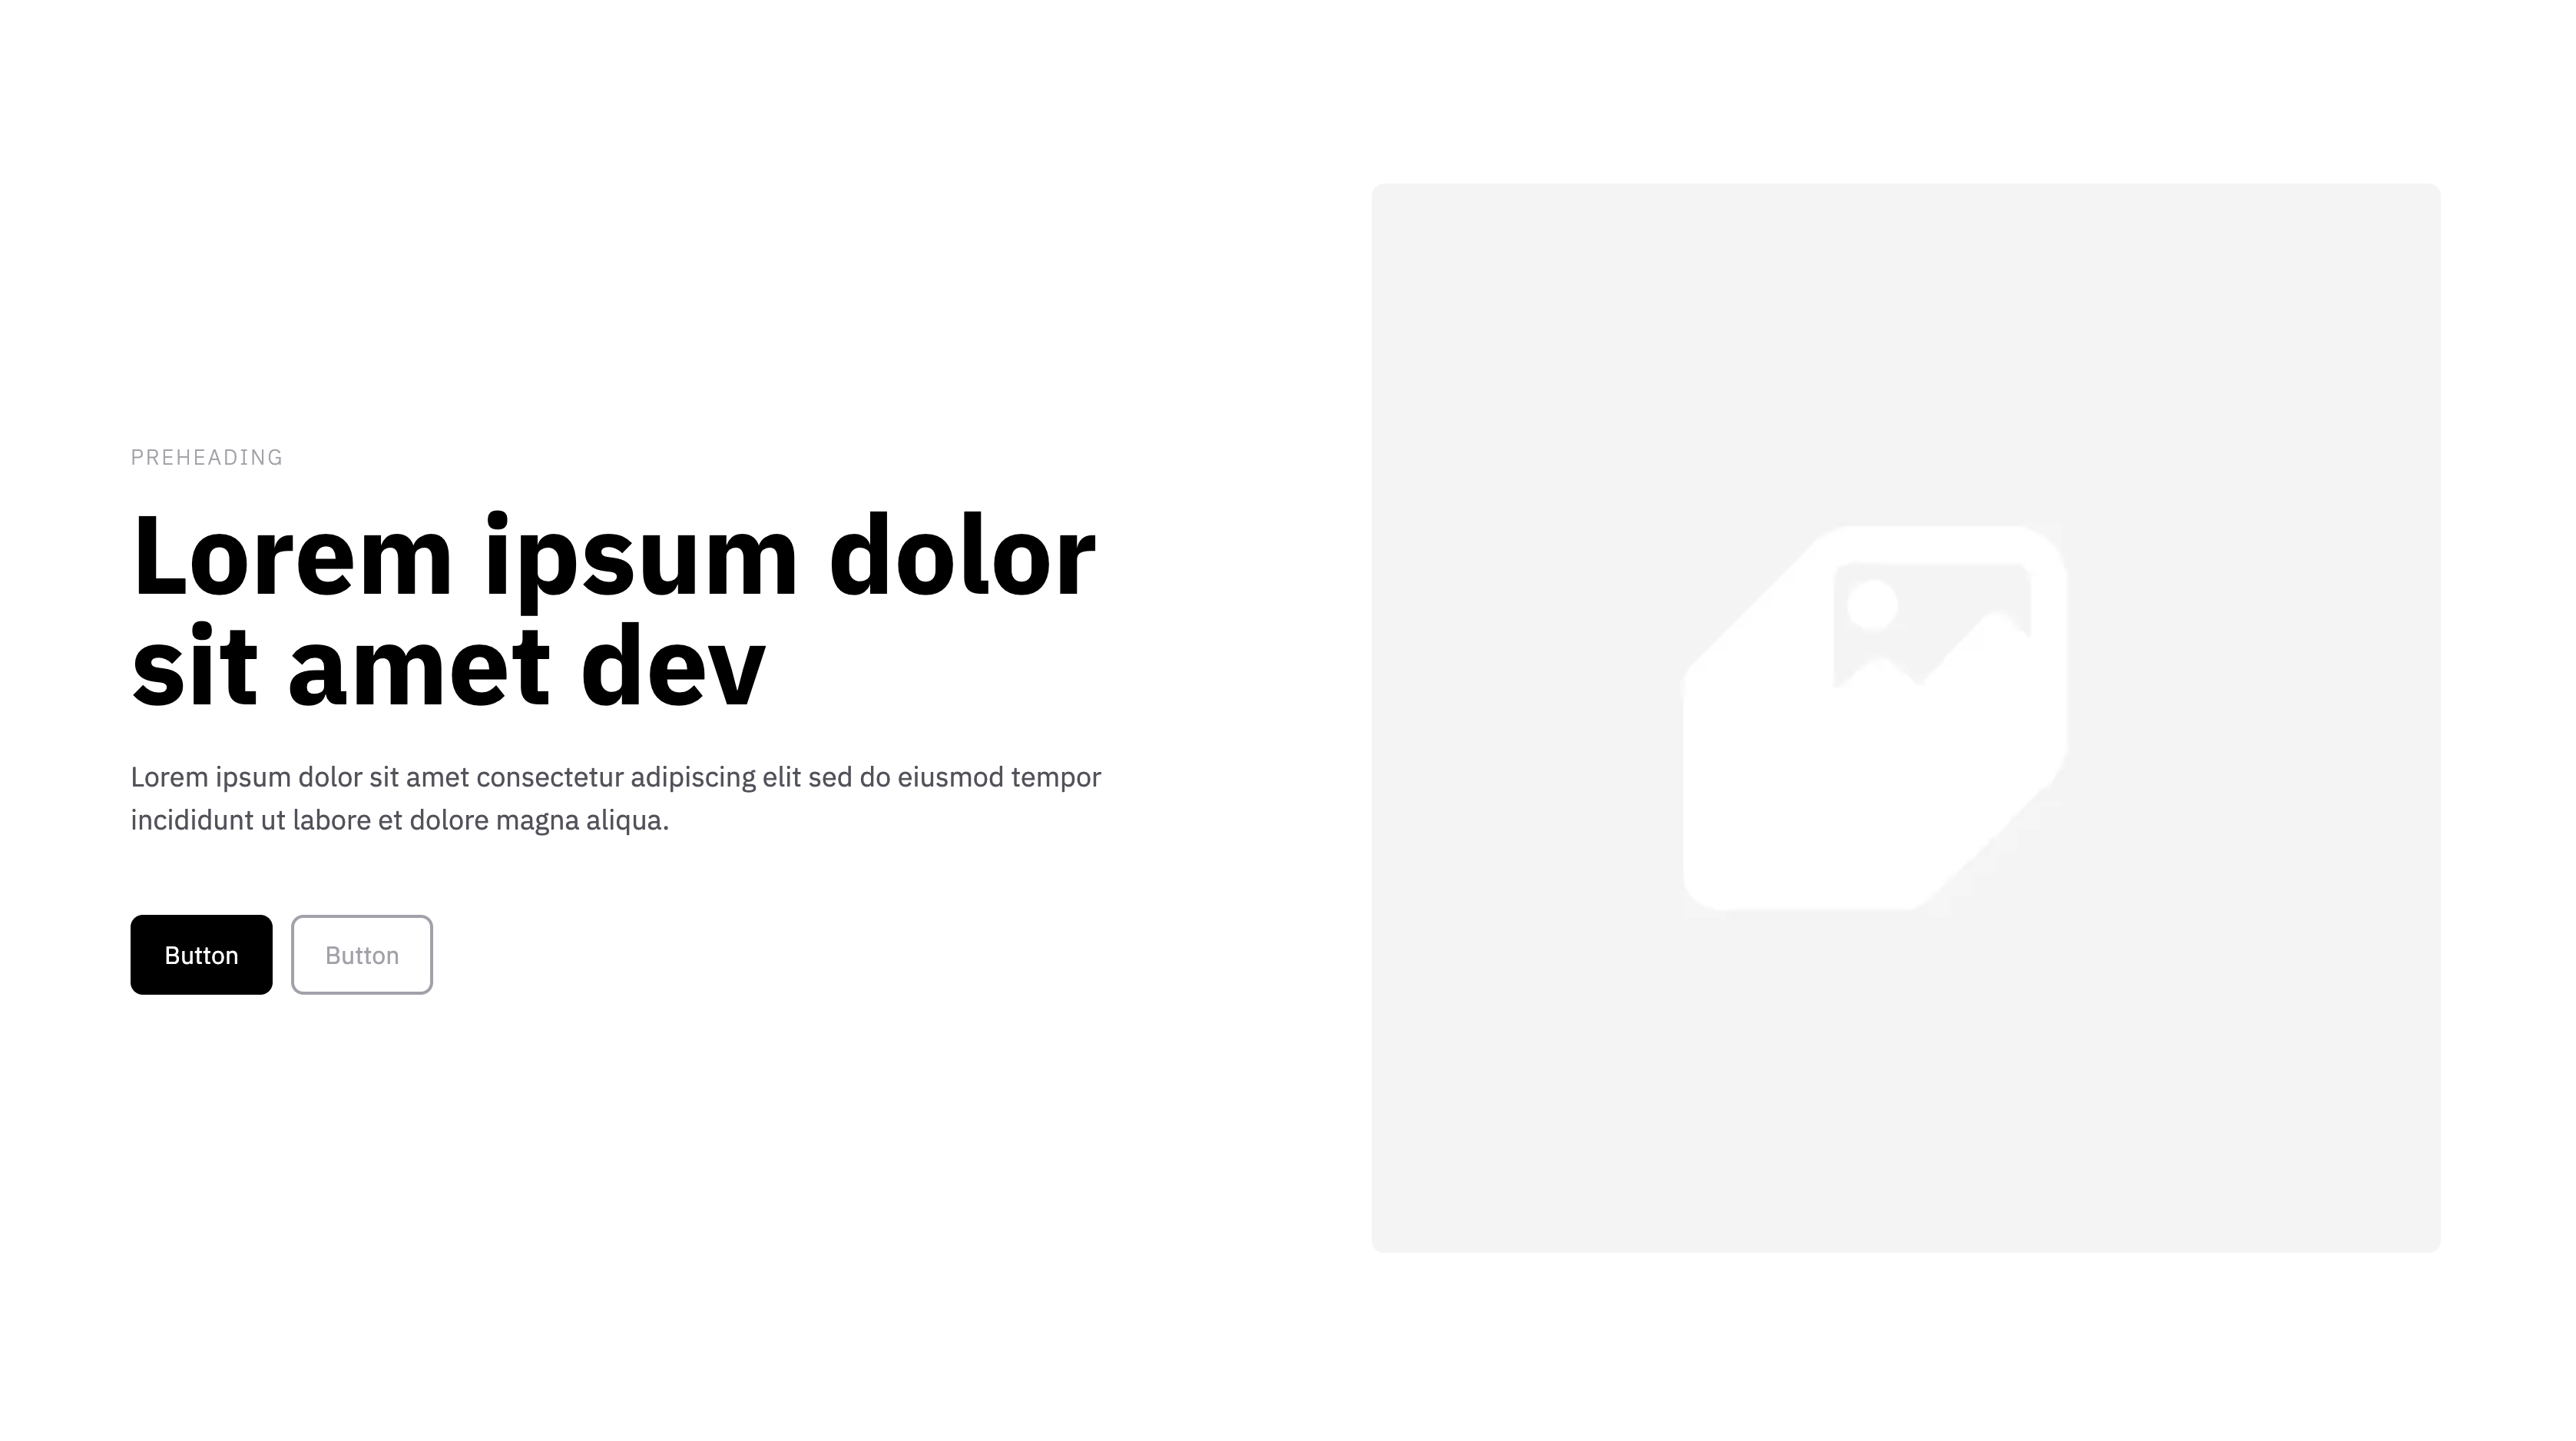 PREHEADING
Lorem ipsum dolor
sit amet dev
Lorem ipsum dolor sit amet consectetur adipiscing elit sed do eiusmod tempor
incididunt ut labore et dolore magna aliqua.
Button
Button